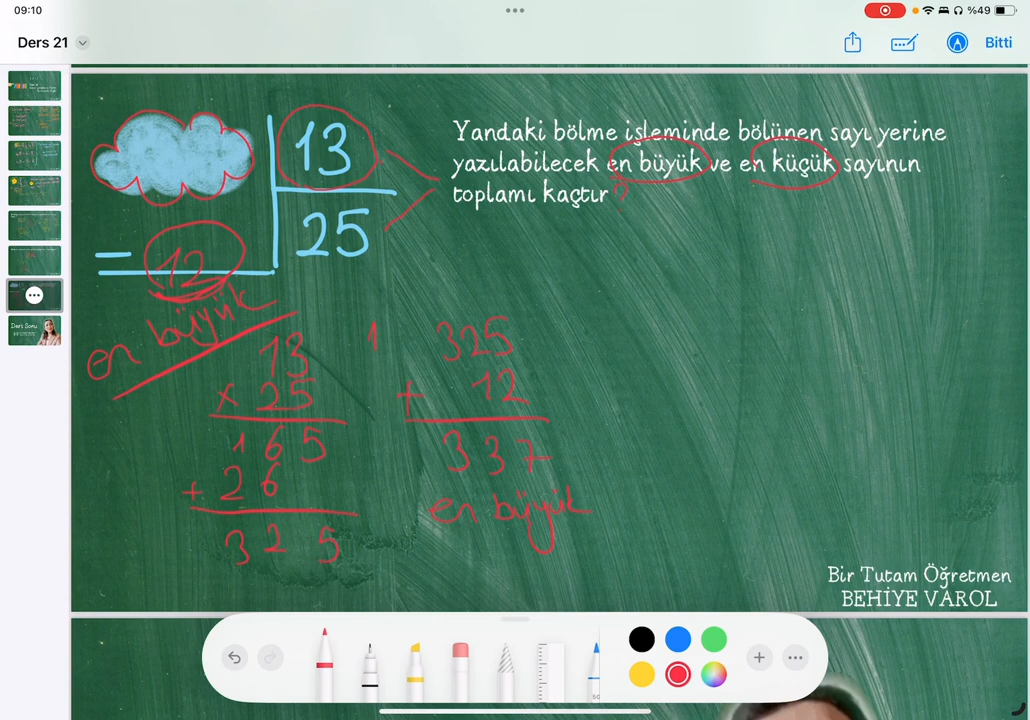 09:10
%49
Ders 21
Bitti
13
25
12
Yandaki bölme işleminde bölünen sayı yerine
yazılabilecek en büyük ve en küçük sayının
toplamı kaçtır?
en büyük
13
x 25
165
+ 26
325
1
325
+ 12
337
en büyük
Bir Tutam Öğretmen
BEHİYE VAROL
Ders Sonu